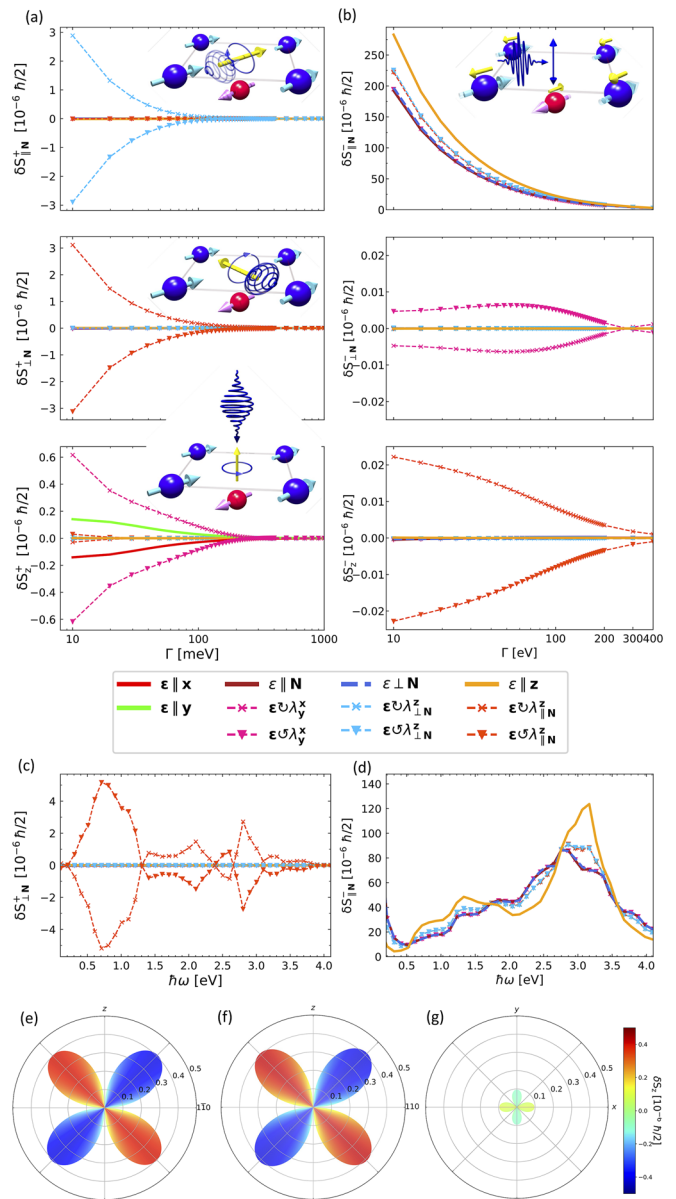 (a)
(b)
3
2
1
0
−1
−2
−3
δS⁺∥N [10⁻⁶ ħ/2]
250
200
150
100
50
0
δS⁻∥N [10⁻⁶ ħ/2]
3
2
1
0
−1
−2
−3
δS⁺⊥N [10⁻⁶ ħ/2]
0.02
0.01
0.00
−0.01
−0.02
δS⁻⊥N [10⁻⁶ ħ/2]
0.6
0.4
0.2
0.0
−0.2
−0.4
−0.6
δS⁺z [10⁻⁶ ħ/2]
10 100 1000
Γ [meV]
0.02
0.01
0.00
−0.01
−0.02
δS⁻z [10⁻⁶ ħ/2]
10 100 200 300400
Γ [eV]
ε ∥ x ε ∥ N ε ⊥ N ε ∥ z
ε ∥ y ε↻λˣy ε↻λᶻ⊥N ε↻λᶻ∥N
ε↺λˣy ε↺λᶻ⊥N ε↺λᶻ∥N
(c)
(d)
4
2
0
−2
−4
δS⁺⊥N [10⁻⁶ ħ/2]
0.5 1.0 1.5 2.0 2.5 3.0 3.5 4.0
ħω [eV]
140
120
100
80
60
40
20
0
δS⁻∥N [10⁻⁶ ħ/2]
0.5 1.0 1.5 2.0 2.5 3.0 3.5 4.0
ħω [eV]
(e)
z
0.1 0.2 0.3 0.4 0.5
11̄0
(f)
z
0.1 0.2 0.3 0.4 0.5
110
(g)
y
0.1 0.2 0.3 0.4 0.5
x
0.4
0.2
0.0
−0.2
−0.4
δSz [10⁻⁶ ħ/2]